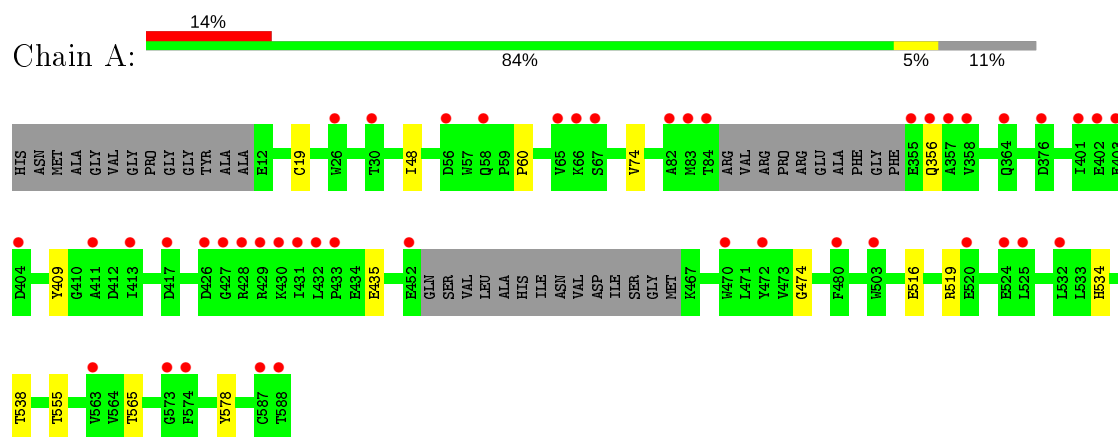 14%
Chain A:
84% 5% 11%
HIS ASN MET ALA GLY VAL GLY PRO GLY GLY TYR ALA ALA E12 C19 W26 T30 I48 D56 W57 Q58 P59 P60 V65 K66 S67 V74 A82 M83 T84 ARG VAL ARG PRO ARG GLU ALA PHE GLY PHE E355 Q356 A357 V358 Q364 D376 I401 E402
D404 Y409 G410 A411 D412 I413 D417 D426 G427 R428 R429 K430 I431 L432 P433 E434 E435 E452 GLN SER VAL LEU ALA HIS ILE ASN VAL ASP ILE SER GLY MET K467 W470 L471 Y472 V473 G474 F480 W503 E516 R519 E520 E524 L525 L532 L533 H534
T538 T555 V563 V564 T565 G573 F574 Y578 C587 T588